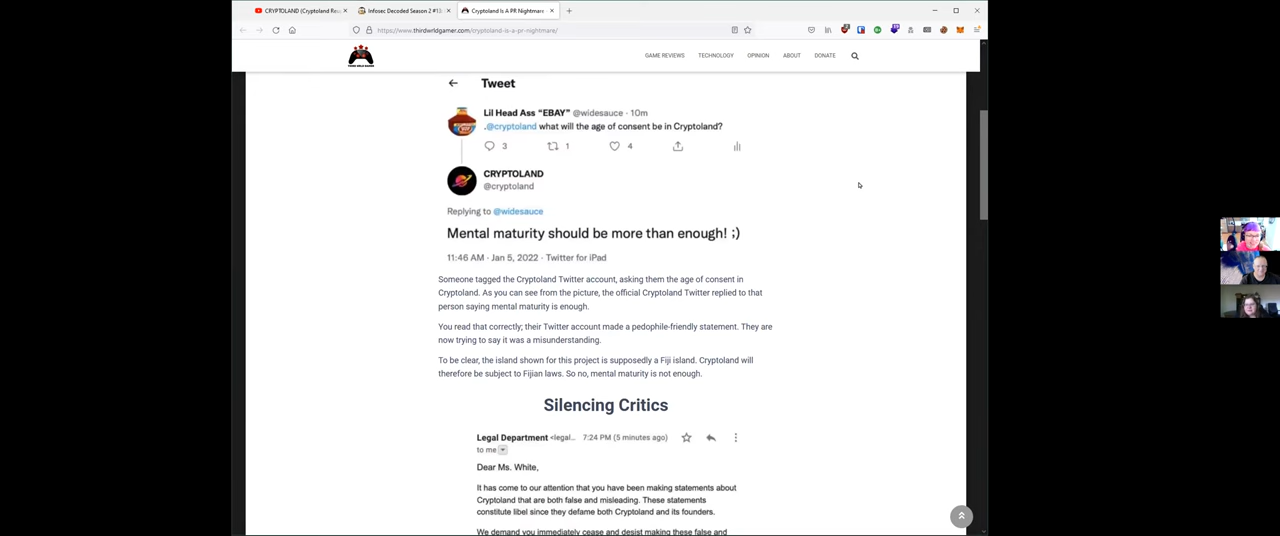 CRYPTOLAND (Cryptoland Rev
Infosec Decoded Season 2 #13:
Cryptoland Is A PR Nightmare
https://www.thirdwrldgamer.com/cryptoland-is-a-pr-nightmare/
GAME REVIEWS TECHNOLOGY OPINION ABOUT DONATE
Tweet
Lil Head Ass “EBAY” @widesauce · 10m
.@cryptoland what will the age of consent be in Cryptoland?
3 1 4
CRYPTOLAND
@cryptoland
Replying to @widesauce
Mental maturity should be more than enough! ;)
11:46 AM · Jan 5, 2022 · Twitter for iPad
Someone tagged the Cryptoland Twitter account, asking them the age of consent in
Cryptoland. As you can see from the picture, the official Cryptoland Twitter replied to that
person saying mental maturity is enough.
You read that correctly; their Twitter account made a pedophile-friendly statement. They are
now trying to say it was a misunderstanding.
To be clear, the island shown for this project is supposedly a Fiji island. Cryptoland will
therefore be subject to Fijian laws. So no, mental maturity is not enough.
Silencing Critics
Legal Department <legal.. 7:24 PM (5 minutes ago)
to me
Dear Ms. White,
It has come to our attention that you have been making statements about
Cryptoland that are both false and misleading. These statements
constitute libel since they defame both Cryptoland and its founders.
We demand you immediately cease and desist making these false and